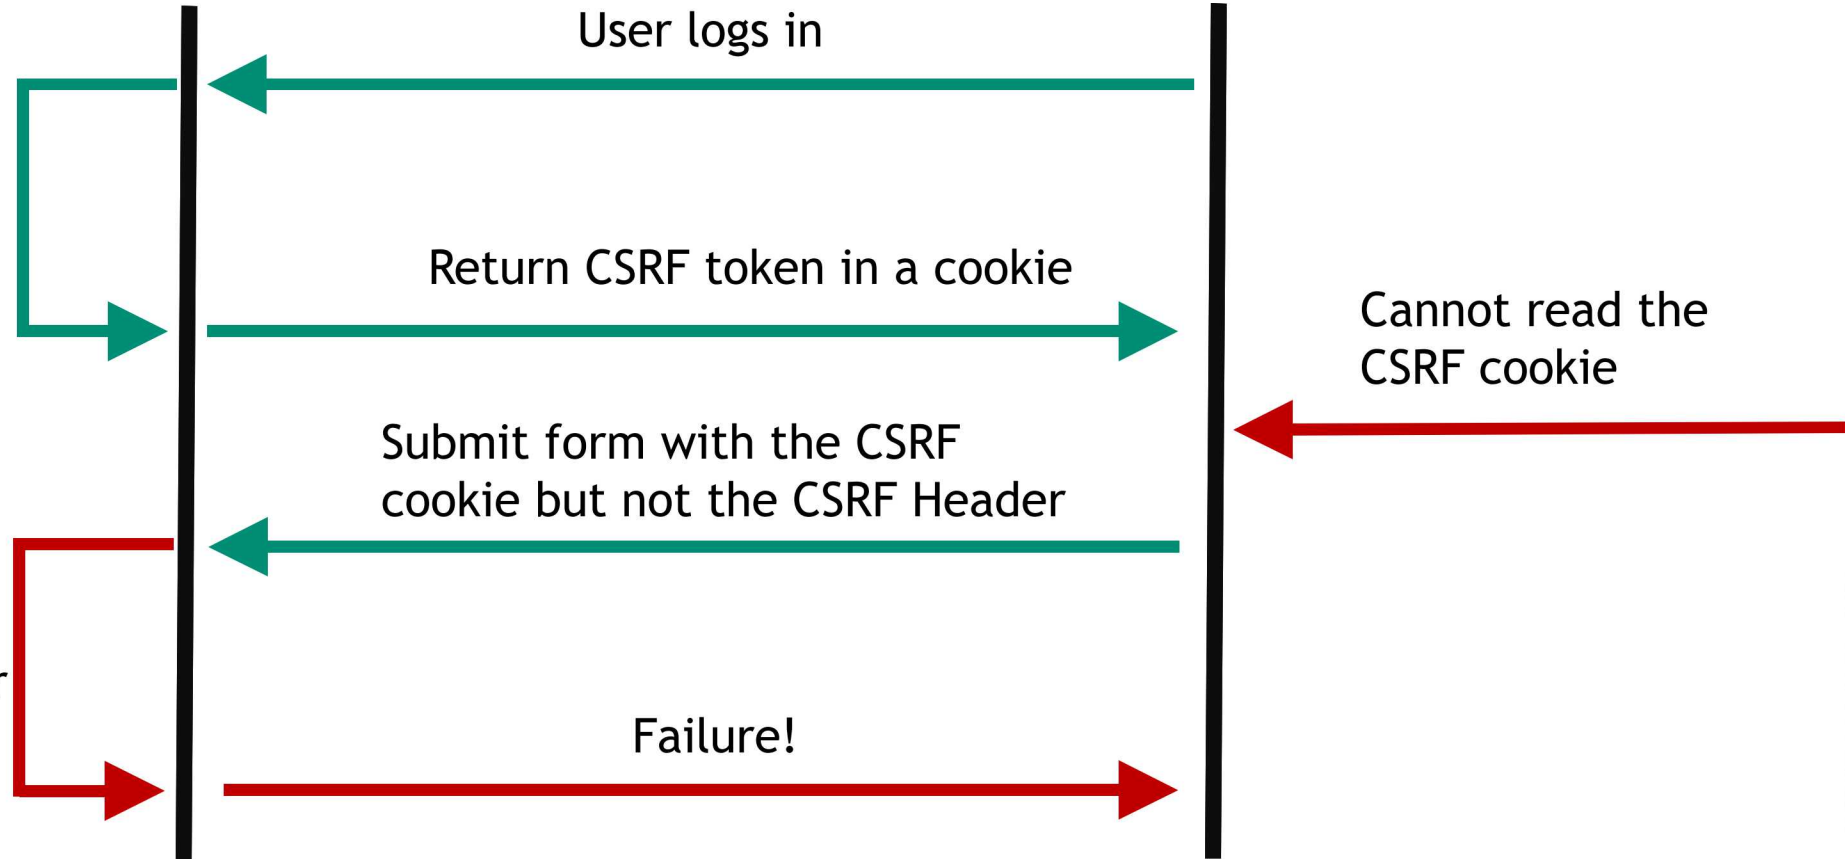 User logs in
Return CSRF token in a cookie
Cannot read the
CSRF cookie
Submit form with the CSRF
cookie but not the CSRF Header
Failure!